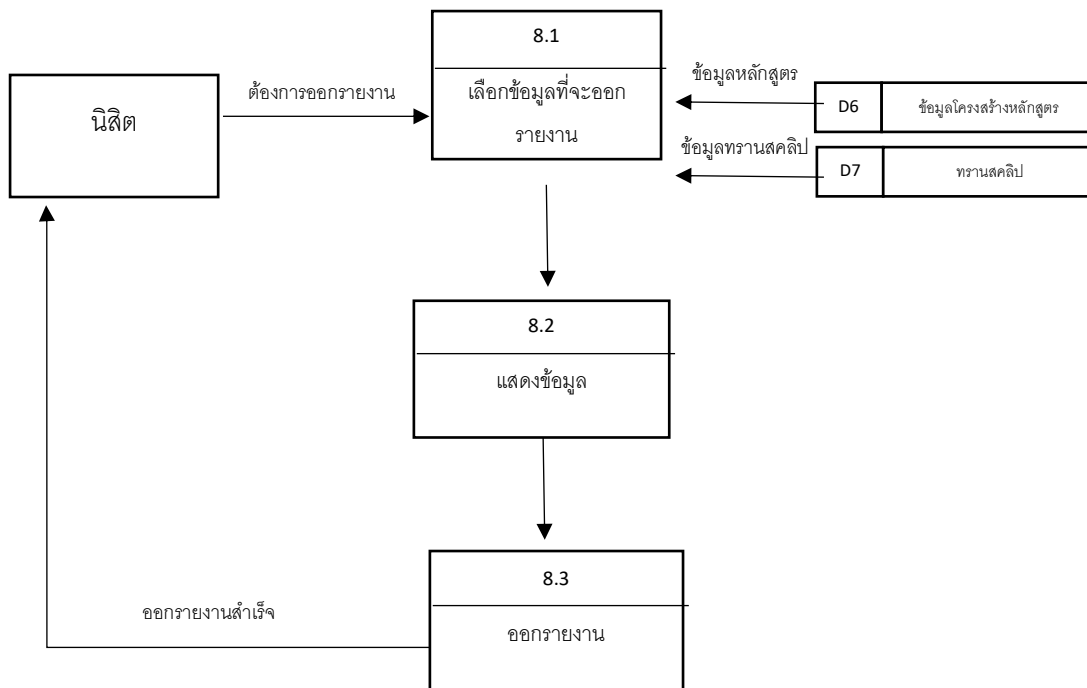 8.1
ข้อมูลหลักสูตร
นิสิต
ต้องการออกรายงาน
เลือกข้อมูลที่จะออก
รายงาน
D6
ข้อมูลโครงสร้างหลักสูตร
ข้อมูลทรานสคลิป
D7
ทรานสคลิป
8.2
แสดงข้อมูล
8.3
ออกรายงานสำเร็จ
ออกรายงาน